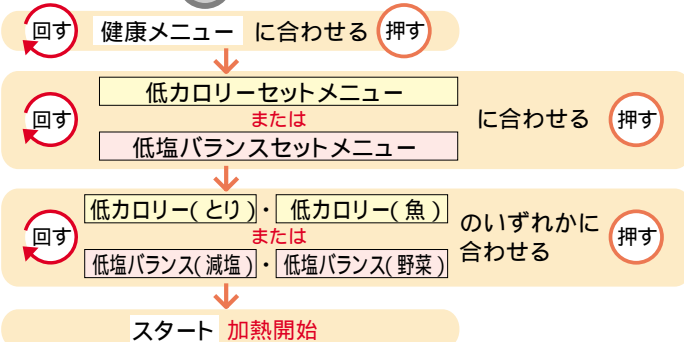 回す 健康メニュー に合わせる 押す
低カロリーセットメニュー
または
回す に合わせる 押す
低塩バランスセットメニュー
低カロリー(とり)・低カロリー(魚)
または
回す のいずれかに合わせる 押す
低塩バランス(減塩)・低塩バランス(野菜)
スタート 加熱開始